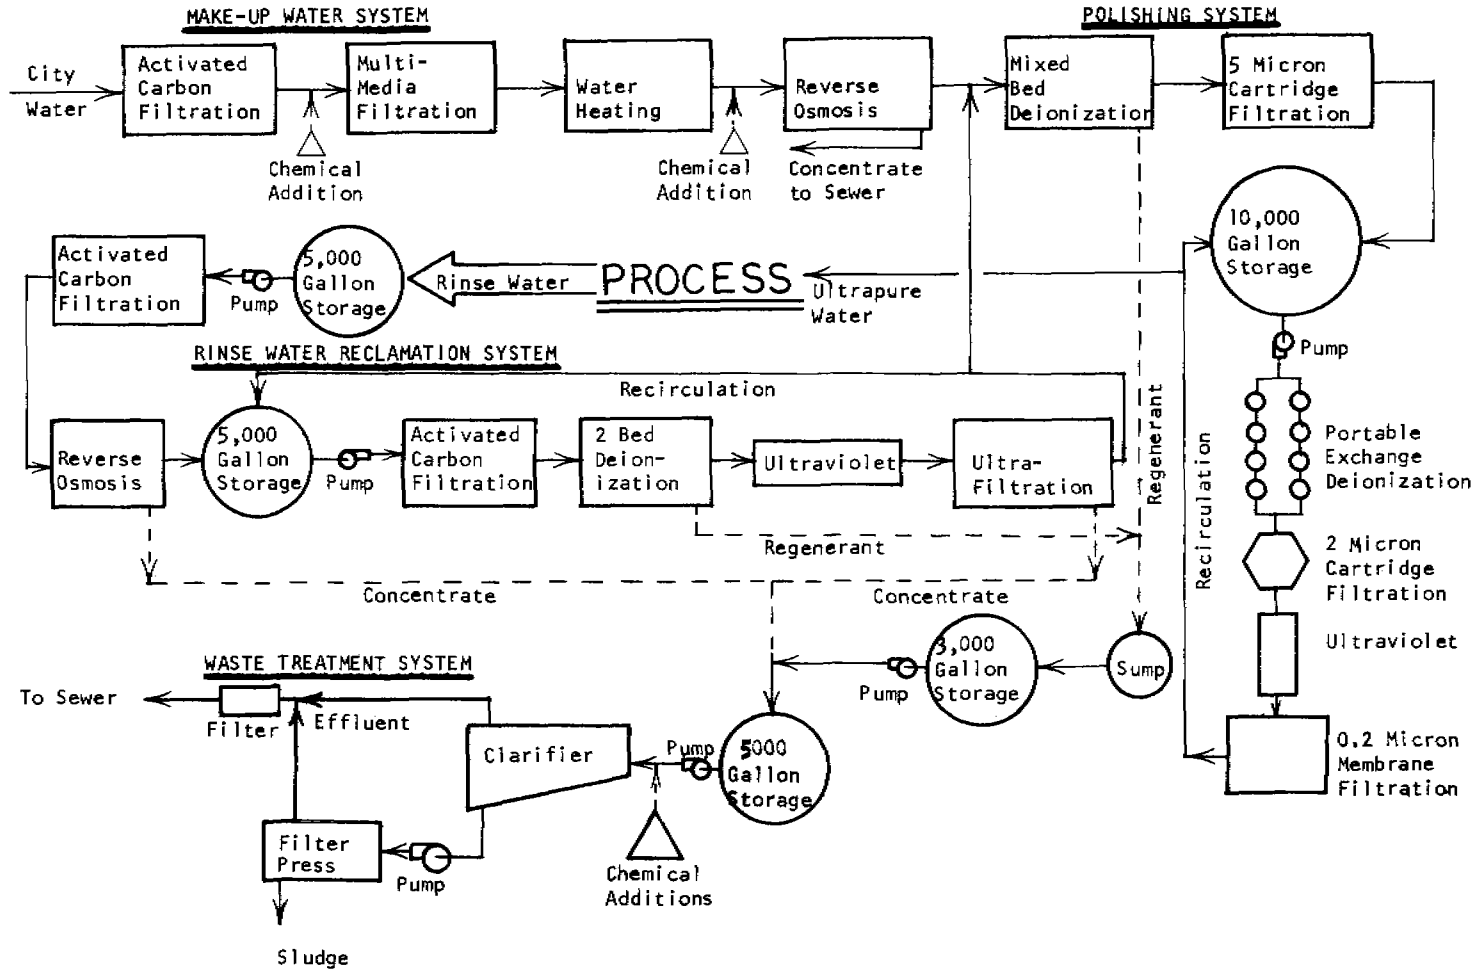 MAKE-UP WATER SYSTEM
POLISHING SYSTEM
City
Water
Activated
Carbon
Filtration
Chemical
Addition
Multi-
Media
Filtration
Water
Heating
Chemical
Addition
Reverse
Osmosis
Concentrate
to Sewer
Mixed
Bed
Deionization
5 Micron
Cartridge
Filtration
10,000
Gallon
Storage
Activated
Carbon
Filtration
Pump
5,000
Gallon
Storage
Rinse Water
PROCESS
Ultrapure
Water
Pump
RINSE WATER RECLAMATION SYSTEM
Recirculation
Reverse
Osmosis
5,000
Gallon
Storage
Pump
Activated
Carbon
Filtration
2 Bed
Deion-
ization
Ultraviolet
Ultra-
Filtration
Regenerant
Recirculation
Portable
Exchange
Deionization
Regenerant
2 Micron
Cartridge
Filtration
Concentrate
Concentrate
Ultraviolet
WASTE TREATMENT SYSTEM
3,000
Gallon
Storage
Sump
Pump
To Sewer
Filter
Effluent
Clarifier
Pump
5000
Gallon
Storage
0.2 Micron
Membrane
Filtration
Filter
Press
Pump
Chemical
Additions
Sludge